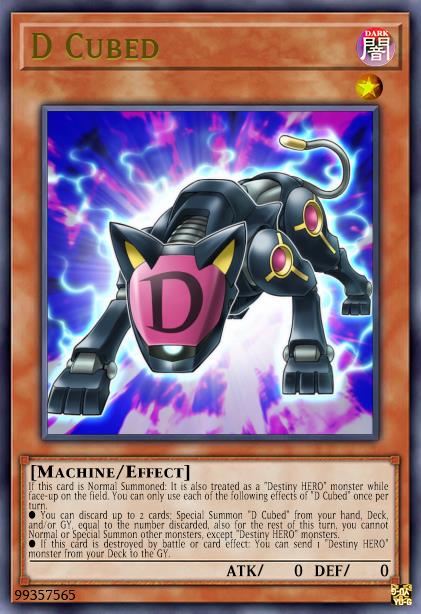 D Cubed
DARK
闇
D
[Machine/Effect]
If this card is Normal Summoned: It is also treated as a "Destiny HERO" monster while
face-up on the field. You can only use each of the following effects of "D Cubed" once per
turn.
● You can discard up to 2 cards; Special Summon "D Cubed" from your hand, Deck,
and/or GY, equal to the number discarded, also for the rest of this turn, you cannot
Normal or Special Summon other monsters, except "Destiny HERO" monsters.
● If this card is destroyed by battle or card effect: You can send 1 "Destiny HERO"
monster from your Deck to the GY.
ATK/ 0 DEF/ 0
99357565